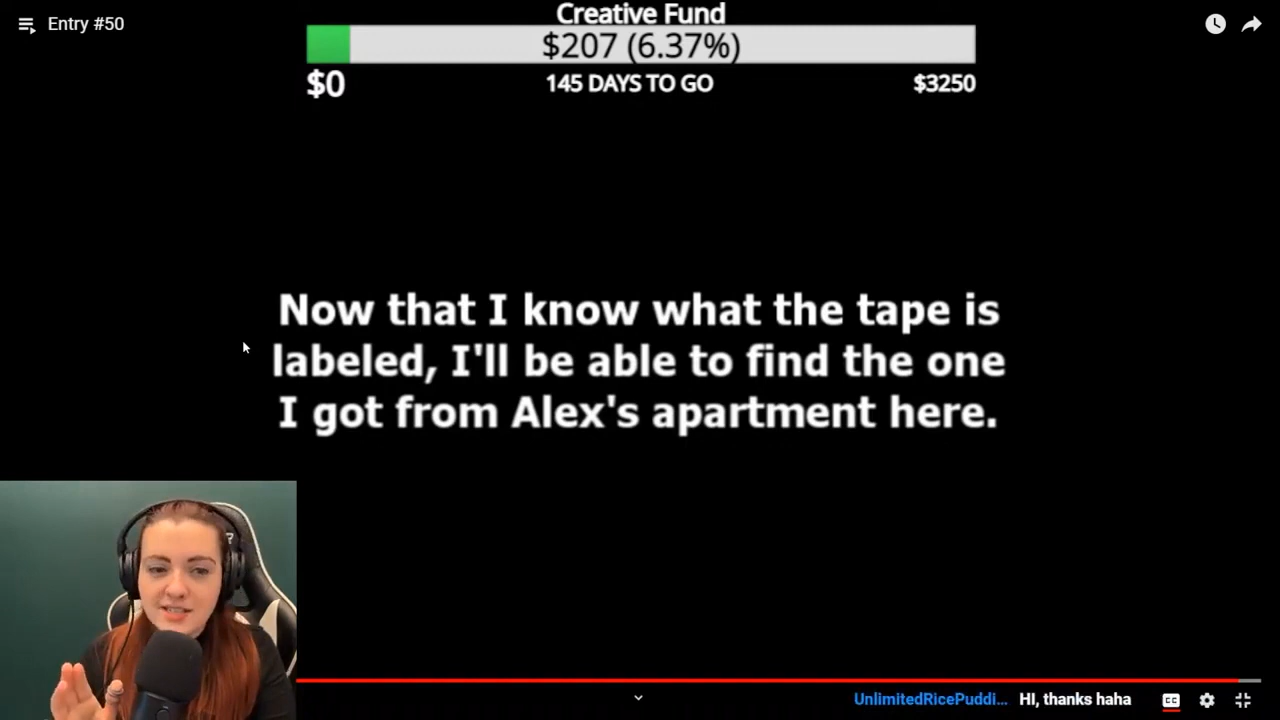 Entry #50
Creative Fund
$207 (6.37%)
$0
145 DAYS TO GO
$3250
Now that I know what the tape is
labeled, I'll be able to find the one
I got from Alex's apartment here.
UnlimitedRicePuddi... HI, thanks haha
CC